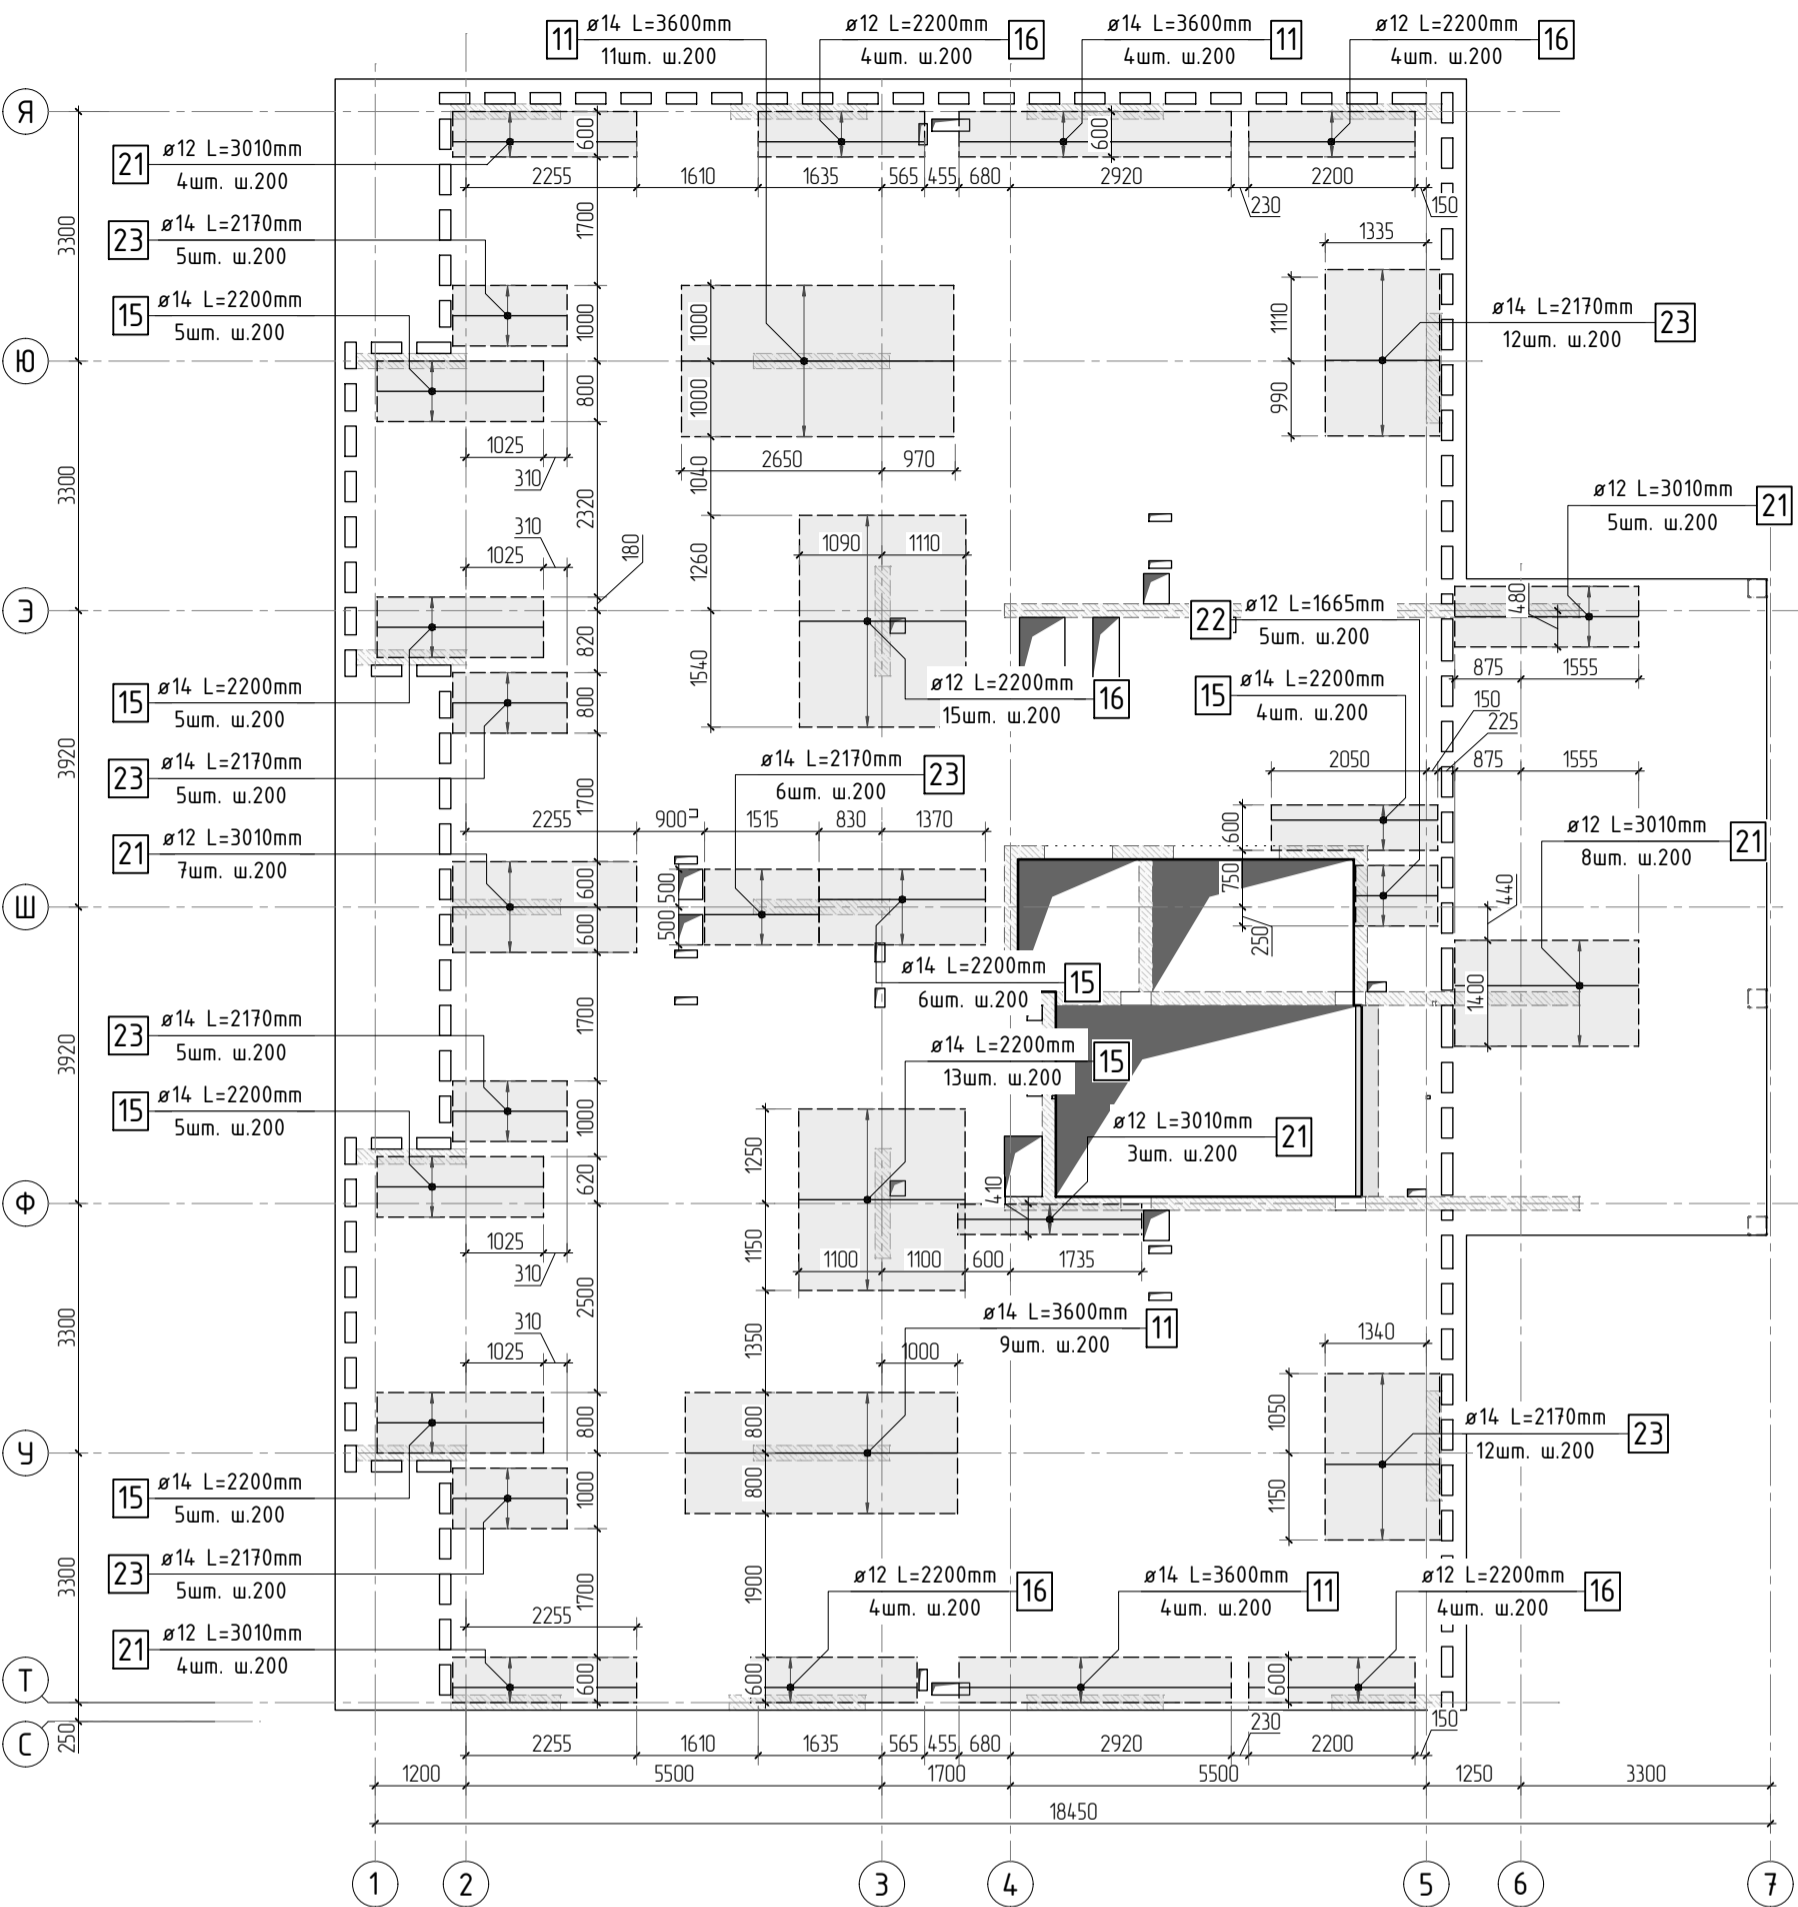 11 ø14 L=3600mm
11шт. ш.200
ø12 L=2200mm 16
4шт. ш.200
ø14 L=3600mm 11
4шт. ш.200
ø12 L=2200mm 16
4шт. ш.200
Я
21 ø12 L=3010mm
4шт. ш.200
600
600
2255 1610 1635 565 455 680 2920 2200
230 150
3300
1700
23 ø14 L=2170mm
5шт. ш.200
1335
15 ø14 L=2200mm
5шт. ш.200
1000
1000
1110
ø14 L=2170mm 23
12шт. ш.200
Ю
800
1000
990
1025
310
2650 970
1040
3300
2320
310
1025
180
1260
1090 1110
ø12 L=3010mm 21
5шт. ш.200
Э
480
22 ø12 L=1665mm
5шт. ш.200
820
1540
875 1555
15 ø14 L=2200mm
5шт. ш.200
800
ø12 L=2200mm 16
15шт. ш.200
15 ø14 L=2200mm
4шт. ш.200
150
225
3920
23 ø14 L=2170mm
5шт. ш.200
1700
ø14 L=2170mm 23
6шт. ш.200
2050 875 1555
2255 900 1515 830 1370
600
21 ø12 L=3010mm
7шт. ш.200
ø12 L=3010mm 21
8шт. ш.200
600
500
750
440
Ш
600
500
250
ø14 L=2200mm 15
6шт. ш.200
1400
3920
1700
23 ø14 L=2170mm
5шт. ш.200
ø14 L=2200mm 15
13шт. ш.200
15 ø14 L=2200mm
5шт. ш.200
1000
ø12 L=3010mm 21
3шт. ш.200
1250
620
410
Ф
1025
310
1150
1100 1100 600 1735
3300
2500
310
1025
1350
ø14 L=3600mm 11
9шт. ш.200
1000
1340
800
800
1050
ø14 L=2170mm 23
12шт. ш.200
У
15 ø14 L=2200mm
5шт. ш.200
1000
800
1150
23 ø14 L=2170mm
5шт. ш.200
3300
1700
1900
ø12 L=2200mm 16
4шт. ш.200
ø14 L=3600mm 11
4шт. ш.200
ø12 L=2200mm 16
4шт. ш.200
2255
21 ø12 L=3010mm
4шт. ш.200
Т
600
600
600
С
250
230 150
2255 1610 1635 565 455 680 2920 2200
1200 5500 1700 5500 1250 3300
18450
1 2 3 4 5 6 7